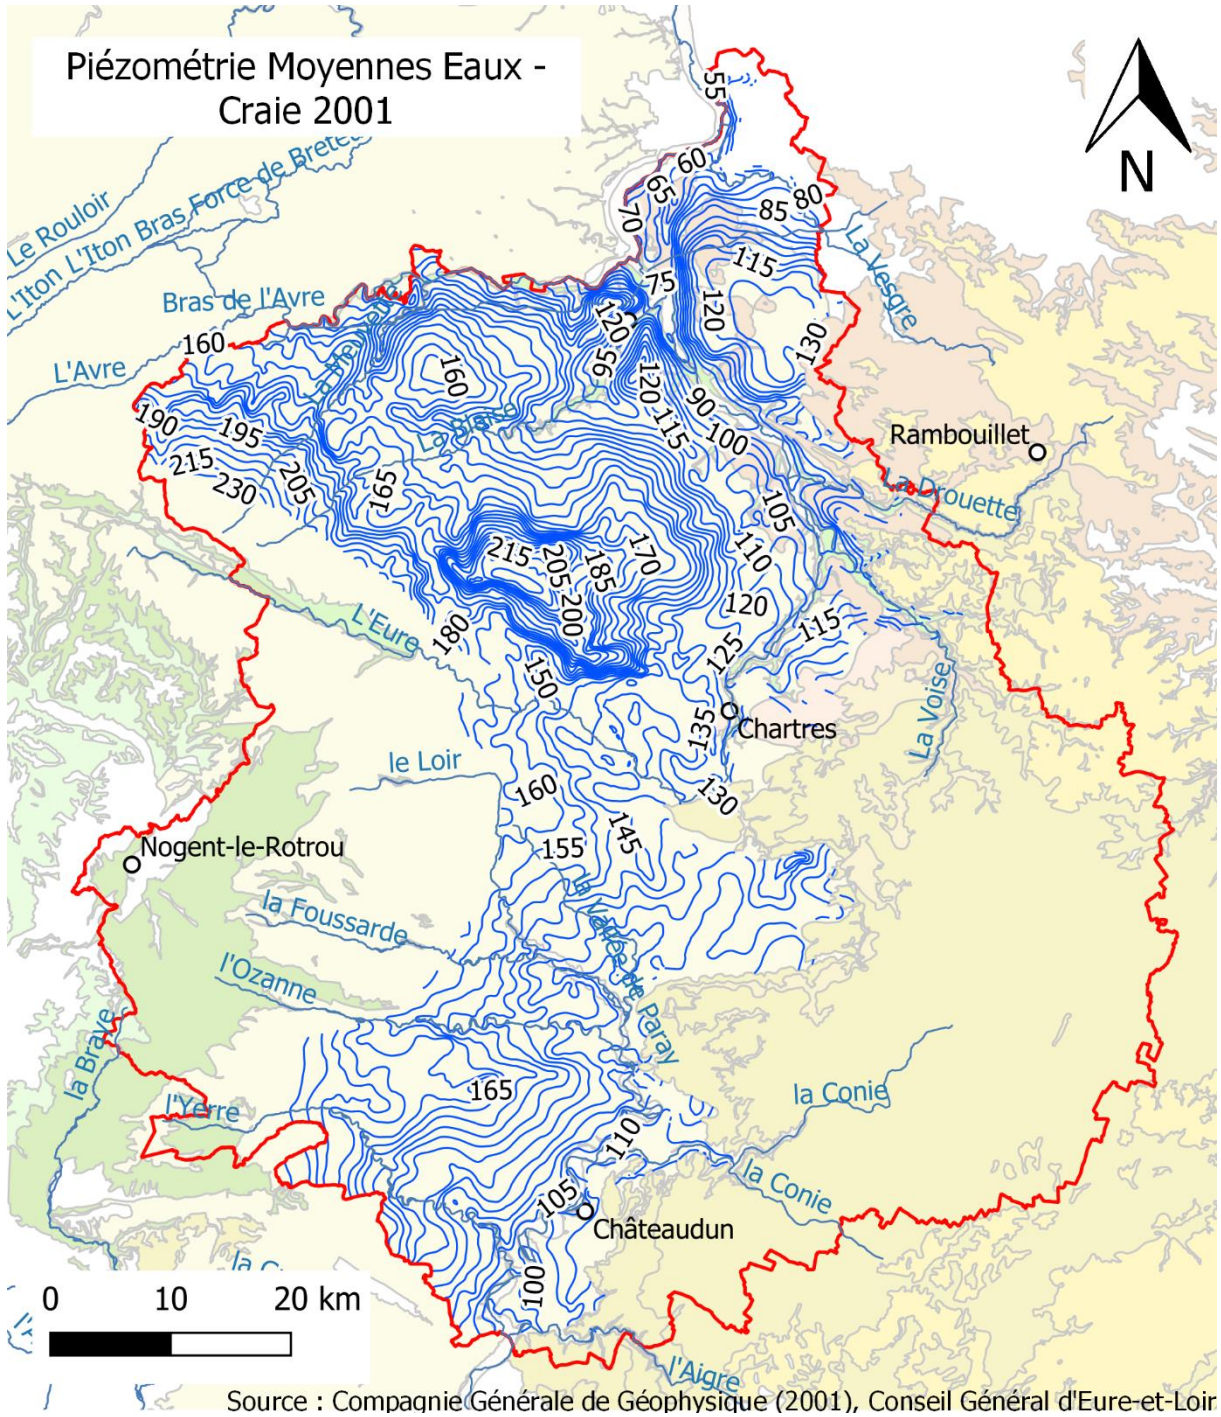 Piézométrie Moyennes Eaux -
Craie 2001
N
55
60
65
70
80
85
75
115
120
130
Le Rouloir
L'Iton L'Iton Bras Force de
Bras de l'Avre
L'Avre
La Vesgre
160
120
95
160
La Blaise
120
115
90
100
190
195
215
230
205
165
Rambouillet
La Drouette
105
110
170
185
205
215
200
120
115
125
180
150
L'Eure
La Voise
Chartres
135
130
le Loir
160
155
145
Nogent-le-Rotrou
la Foussarde
l'Ozanne
la Vallée de Paray
la Braye
165
l'Yerre
la Conie
110
la Conie
105
Châteaudun
100
0 10 20 km
l'Aigre
Source : Compagnie Générale de Géophysique (2001), Conseil Général d'Eure-et-Loir